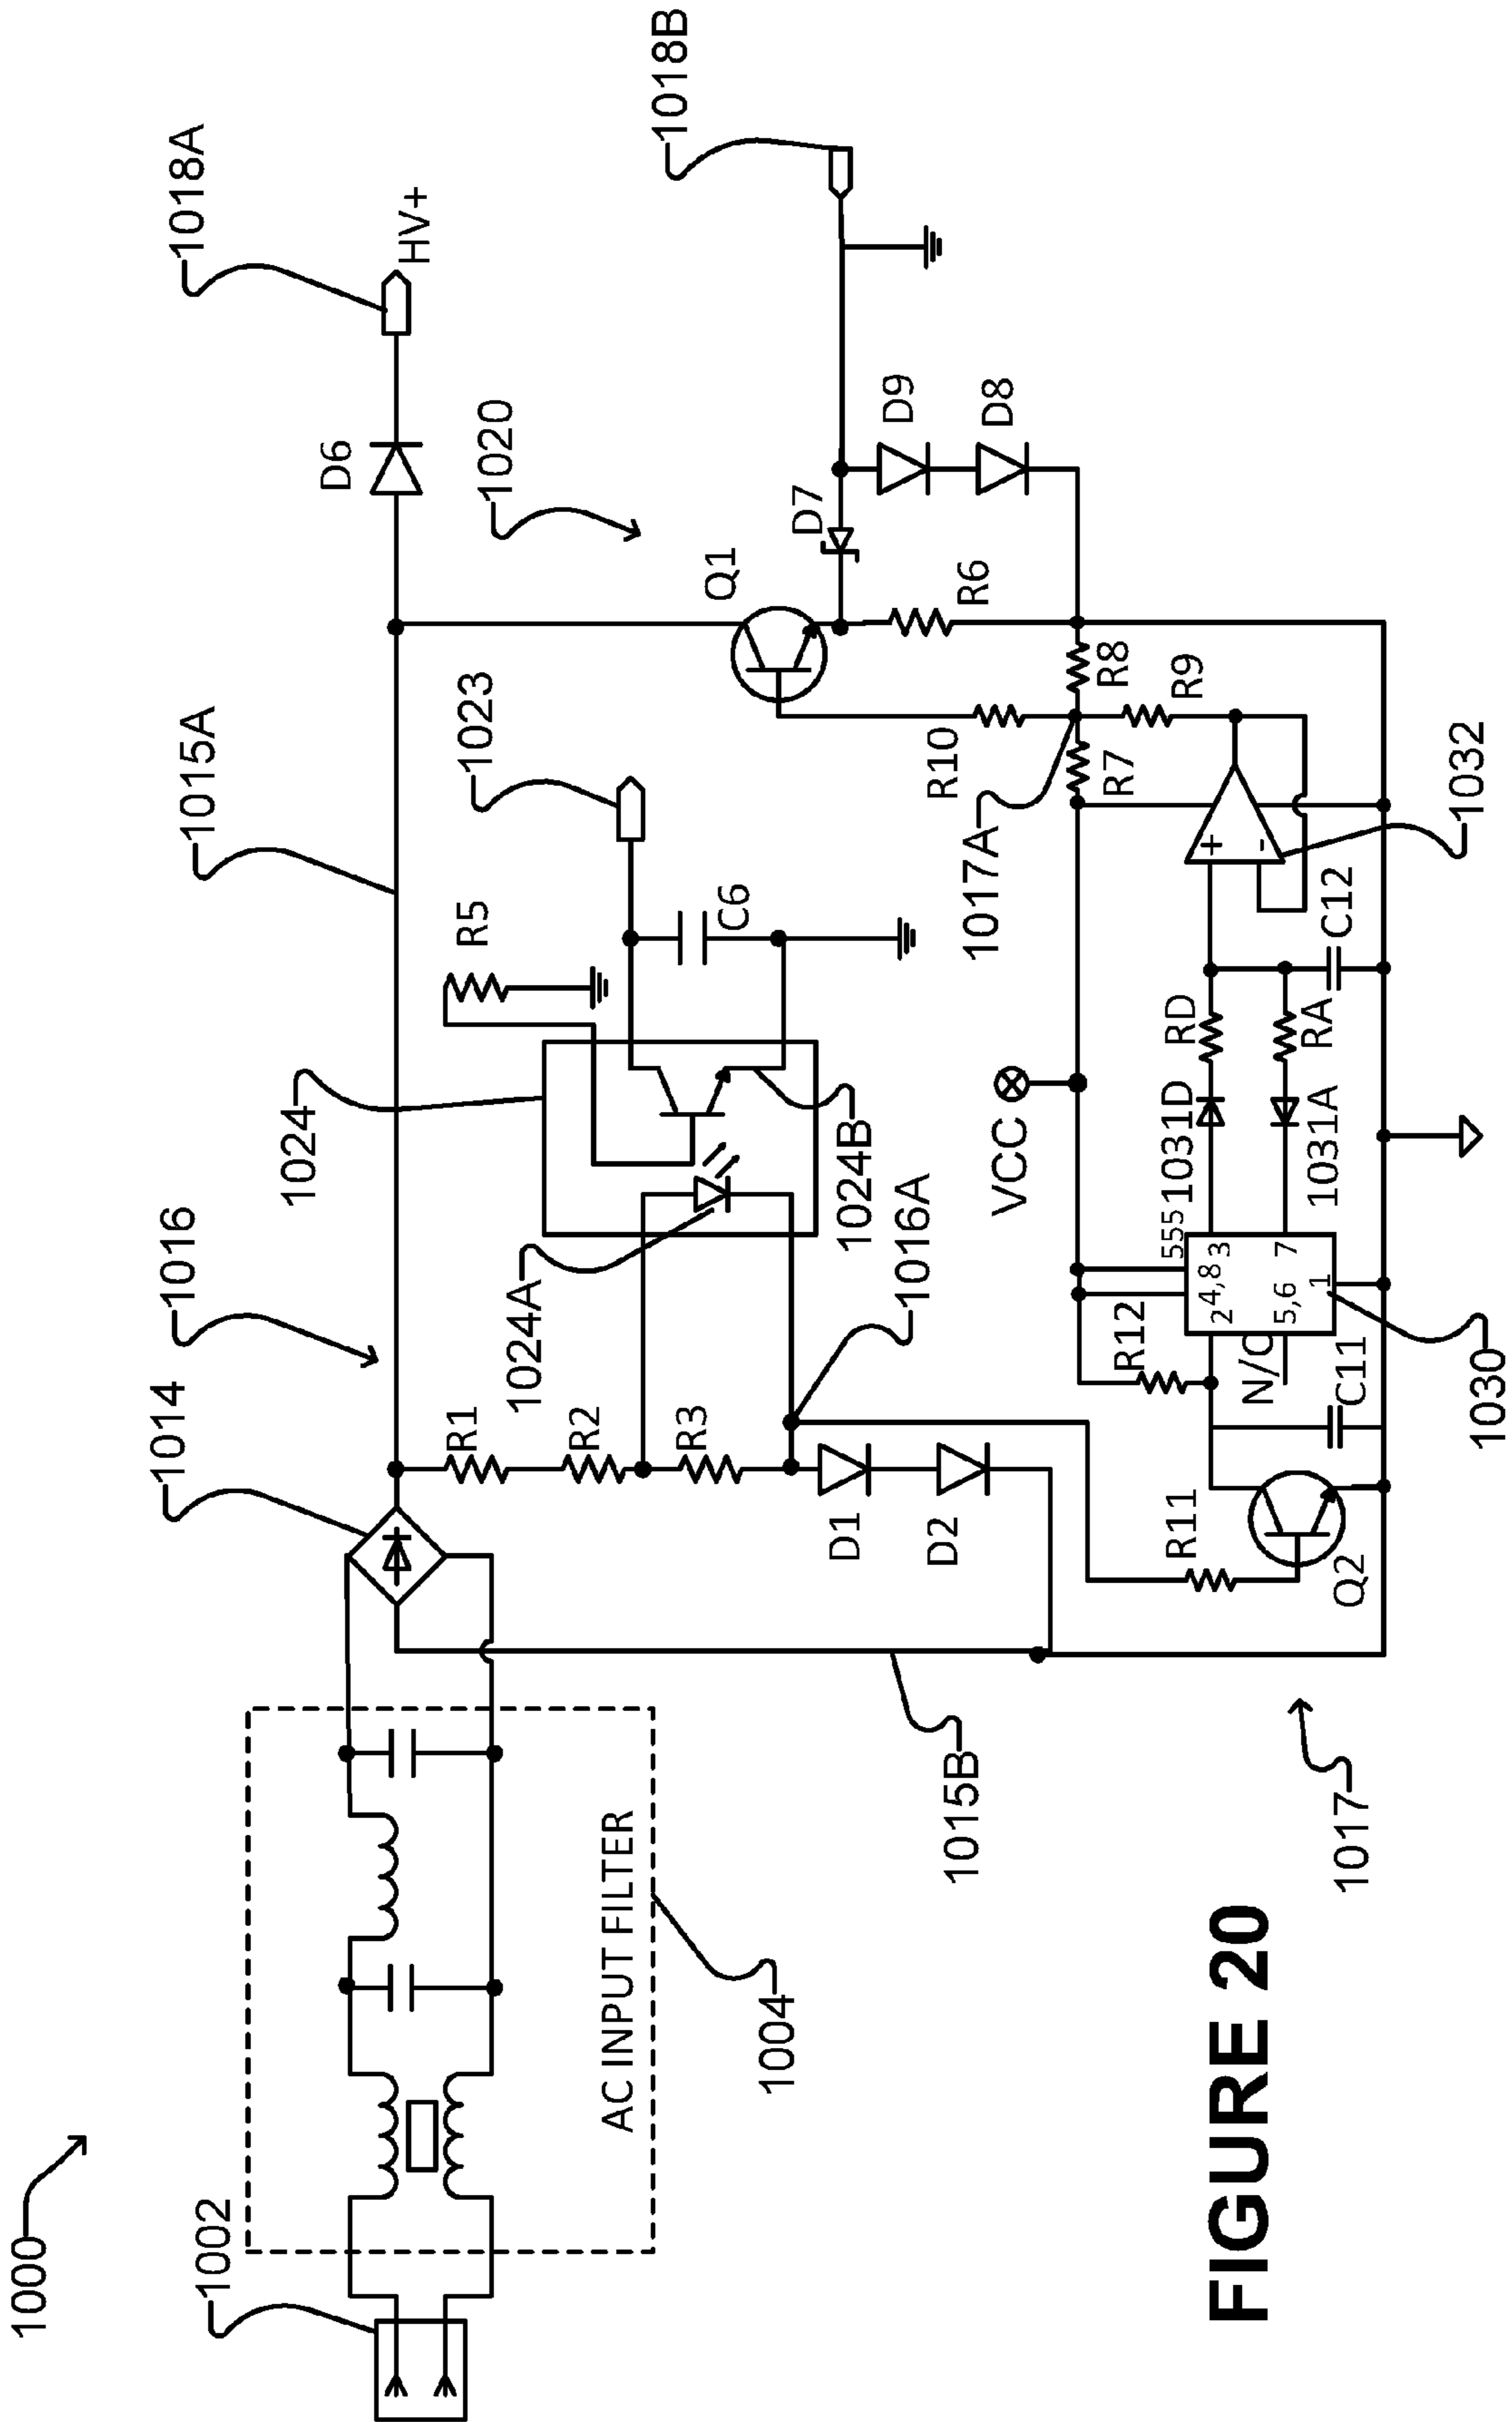 1000
1002
1014
1016
1015A
1018A
HV+
D6
1018B
AC INPUT FILTER
1004
R1
R2
R3
1024A
1024
1024B
R5
C6
1023
1020
Q1
D7
D9
D8
R6
D1
D2
1016A
1015B
1017A
R10
R8
R7
R9
VCC
R11
Q2
R12
N/C
C11
555
2 4,8 3
5,6 7
1
1030
1031D
RD
RA
1031A
C12
+
-
1032
1017
FIGURE 20